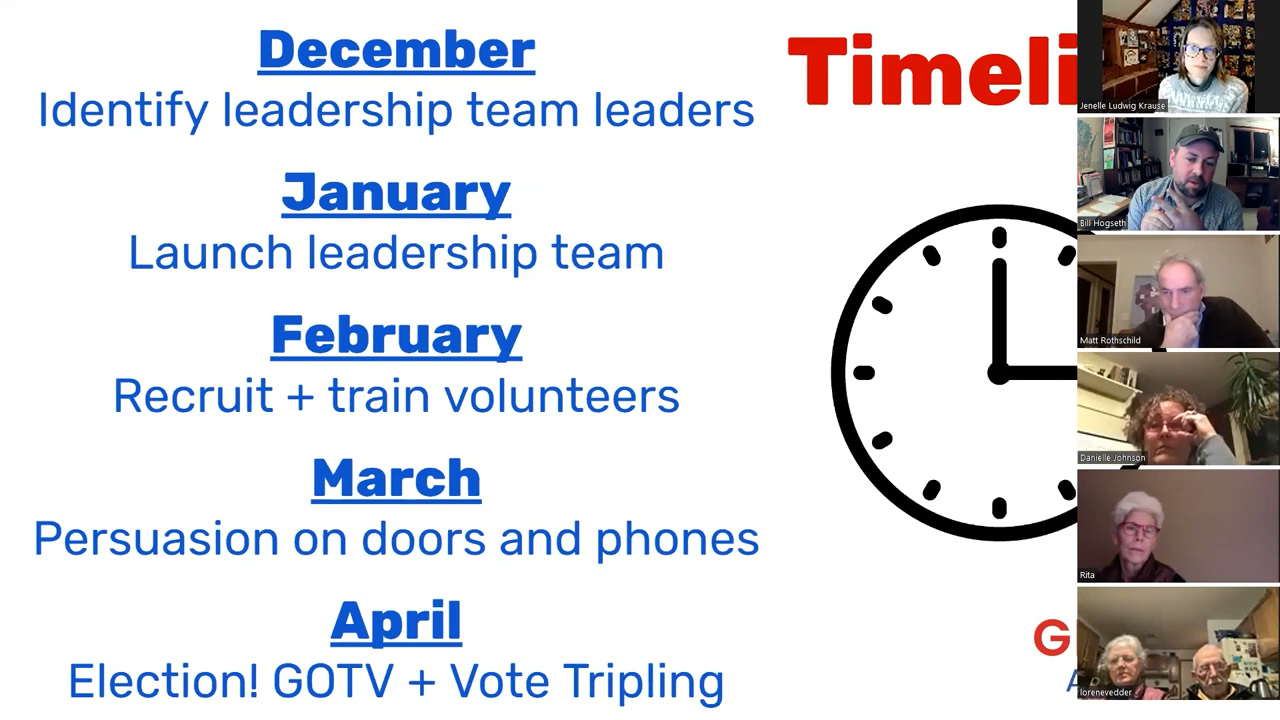 December
Identify leadership team leaders
January
Launch leadership team
February
Recruit + train volunteers
March
Persuasion on doors and phones
April
Election! GOTV + Vote Tripling
Timeli
G
A
Jenelle Ludwig Krause
Bill Hogseth
Matt Rothschild
Danielle Johnson
Rita
lorenevedder